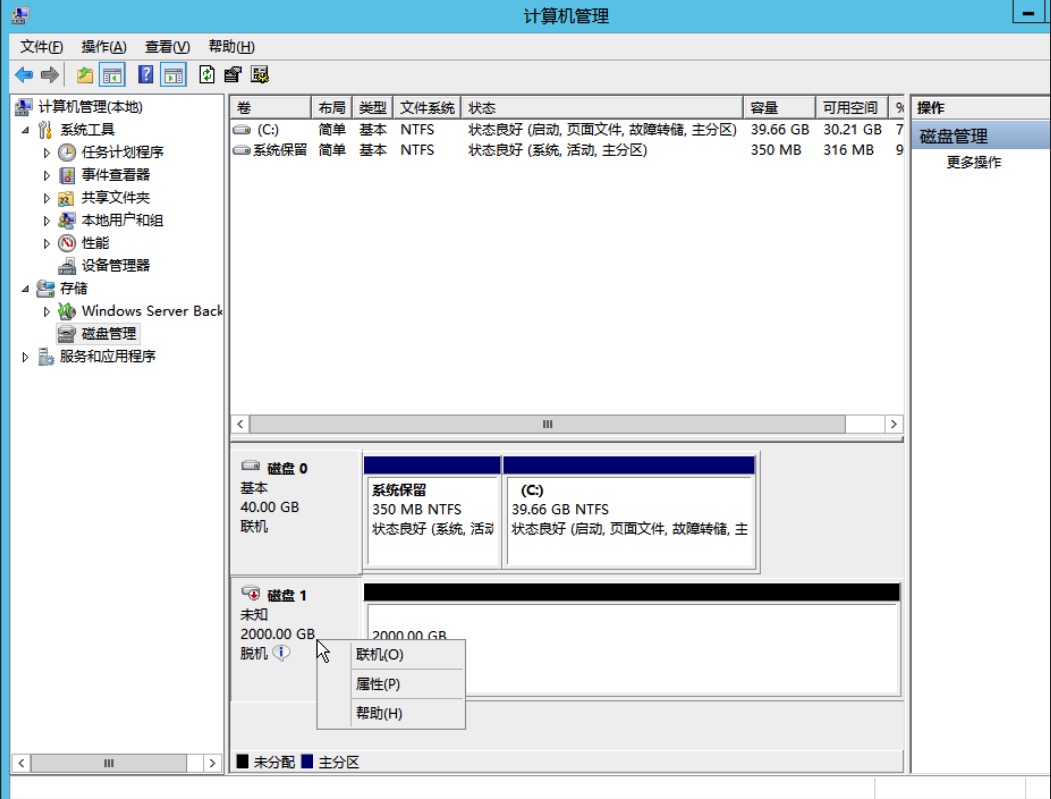 计算机管理
文件(F) 操作(A) 查看(V) 帮助(H)
计算机管理(本地)
系统工具
任务计划程序
事件查看器
共享文件夹
本地用户和组
性能
设备管理器
存储
Windows Server Back
磁盘管理
服务和应用程序
卷 布局 类型 文件系统 状态 容量 可用空间 %
(C:) 简单 基本 NTFS 状态良好 (启动, 页面文件, 故障转储, 主分区) 39.66 GB 30.21 GB 7
系统保留 简单 基本 NTFS 状态良好 (系统, 活动, 主分区) 350 MB 316 MB 9
磁盘 0
基本
40.00 GB
联机
系统保留
350 MB NTFS
状态良好 (系统, 活动
(C:)
39.66 GB NTFS
状态良好 (启动, 页面文件, 故障转储, 主
磁盘 1
未知
2000.00 GB
脱机
2000.00 GB
联机(O)
属性(P)
帮助(H)
未分配 主分区
操作
磁盘管理
更多操作